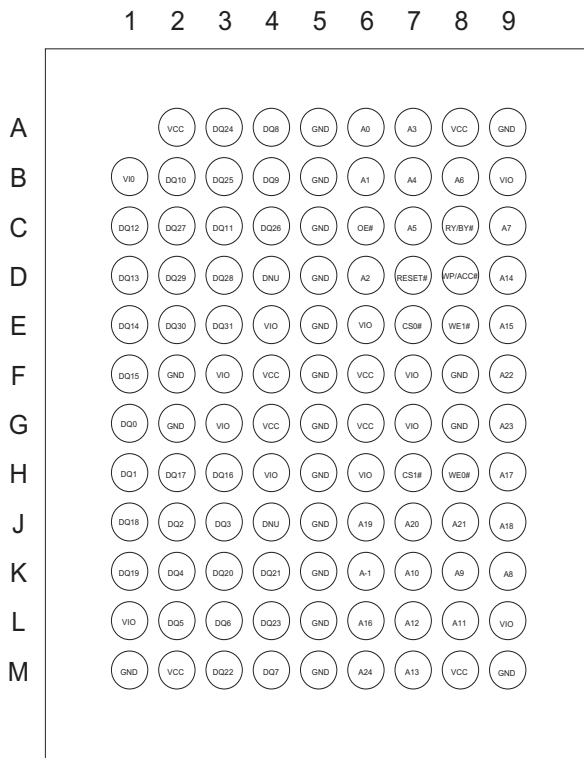 1 2 3 4 5 6 7 8 9
A VCC DQ24 DQ8 GND A0 A3 VCC GND
B VI0 DQ10 DQ25 DQ9 GND A1 A4 A6 VIO
C DQ12 DQ27 DQ11 DQ26 GND OE# A5 RY/BY# A7
D DQ13 DQ29 DQ28 DNU GND A2 RESET# WP/ACC# A14
E DQ14 DQ30 DQ31 VIO GND VIO CS0# WE1# A15
F DQ15 GND VIO VCC GND VCC VIO GND A22
G DQ0 GND VIO VCC GND VCC VIO GND A23
H DQ1 DQ17 DQ16 VIO GND VIO CS1# WE0# A17
J DQ18 DQ2 DQ3 DNU GND A19 A20 A21 A18
K DQ19 DQ4 DQ20 DQ21 GND A-1 A10 A9 A8
L VIO DQ5 DQ6 DQ23 GND A16 A12 A11 VIO
M GND VCC DQ22 DQ7 GND A24 A13 VCC GND